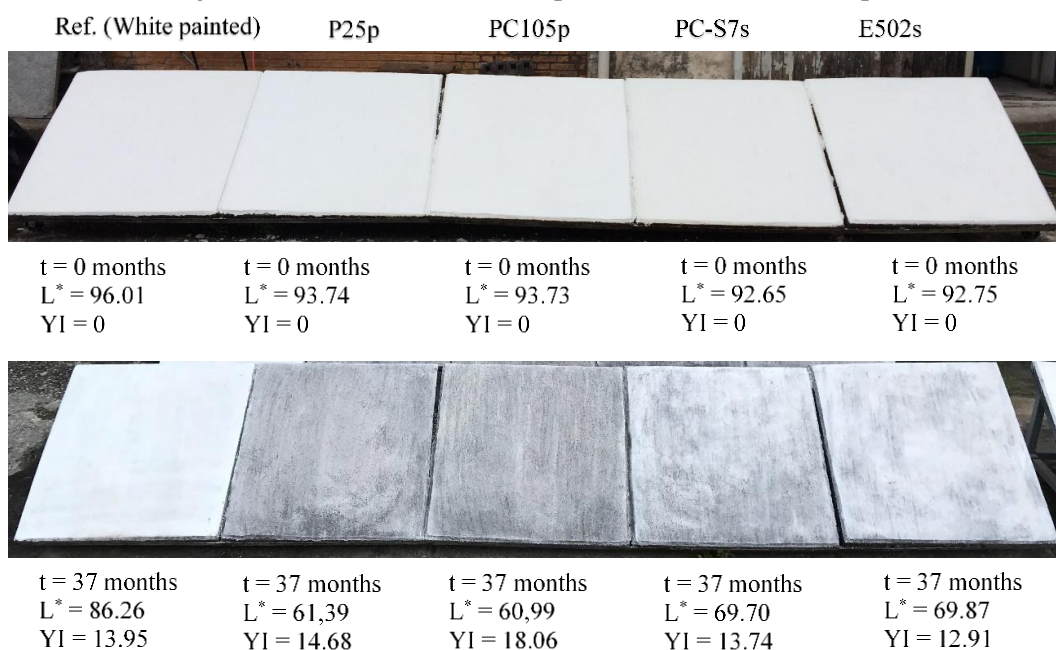 Ref. (White painted) P25p PC105p PC-S7s E502s
t = 0 months t = 0 months t = 0 months t = 0 months t = 0 months
L* = 96.01 L* = 93.74 L* = 93.73 L* = 92.65 L* = 92.75
YI = 0 YI = 0 YI = 0 YI = 0 YI = 0
t = 37 months t = 37 months t = 37 months t = 37 months t = 37 months
L* = 86.26 L* = 61,39 L* = 60,99 L* = 69.70 L* = 69.87
YI = 13.95 YI = 14.68 YI = 18.06 YI = 13.74 YI = 12.91